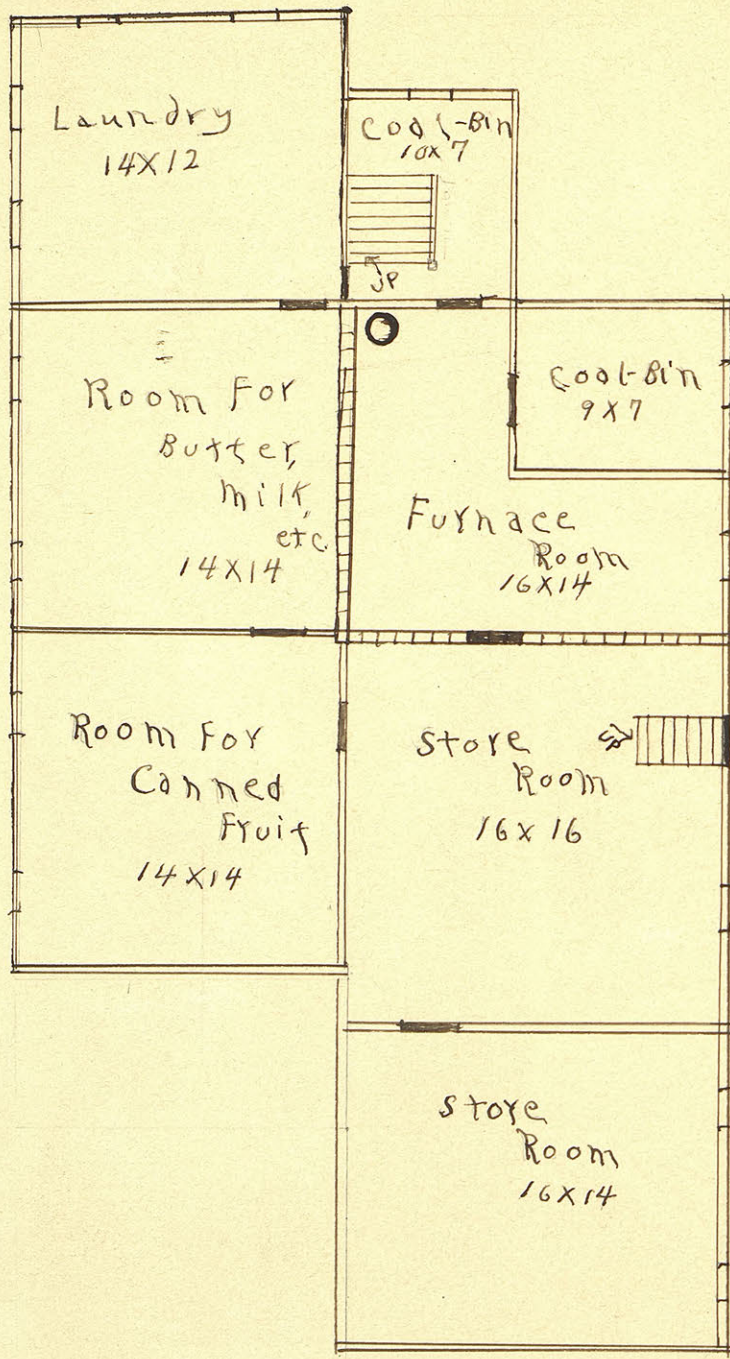 Laundry
14X12
Coal-Bin
10X7
UP
Room For
Butter,
Milk,
etc.
14X14
Coal-Bin
9X7
Furnace
Room
16X14
Room For
Canned
Fruit
14X14
Store
Room
16X16
UP
Store
Room
16X14